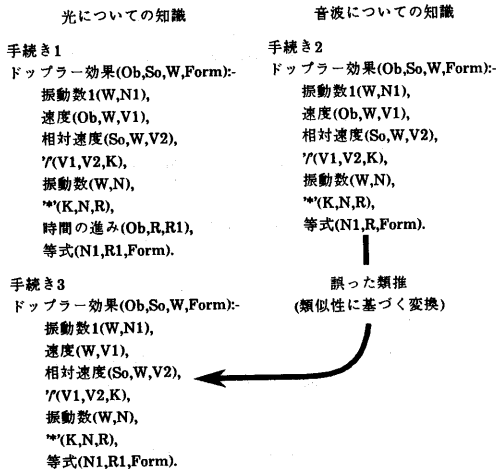 光についての知識
手続き1
ドップラー効果(Ob,So,W,Form):-
振動数1(W,N1),
速度(Ob,W,V1),
相対速度(So,W,V2),
'/'(V1,V2,K),
振動数(W,N),
'*'(K,N,R),
時間の進み(Ob,R,R1),
等式(N1,R1,Form).
手続き3
ドップラー効果(Ob,So,W,Form):-
振動数1(W,N1),
速度(W,V1),
相対速度(So,W,V2),
'/'(V1,V2,K),
振動数(W,N),
'*'(K,N,R),
等式(N1,R1,Form).
音波についての知識
手続き2
ドップラー効果(Ob,So,W,Form):-
振動数1(W,N1),
速度(Ob,W,V1),
相対速度(So,W,V2),
'/'(V1,V2,K),
振動数(W,N),
'*'(K,N,R),
等式(N1,R,Form).
誤った類推
(類似性に基づく変換)